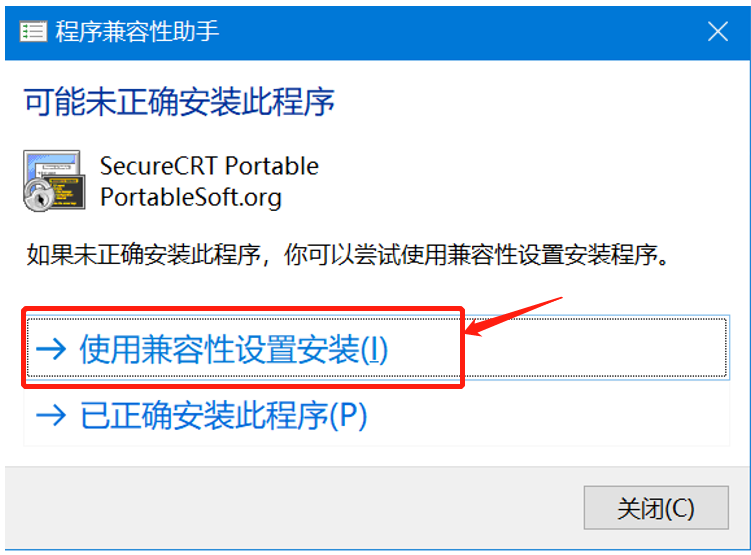 程序兼容性助手
可能未正确安装此程序
SecureCRT Portable
PortableSoft.org
如果未正确安装此程序，你可以尝试使用兼容性设置安装程序。
使用兼容性设置安装(I)
已正确安装此程序(P)
关闭(C)